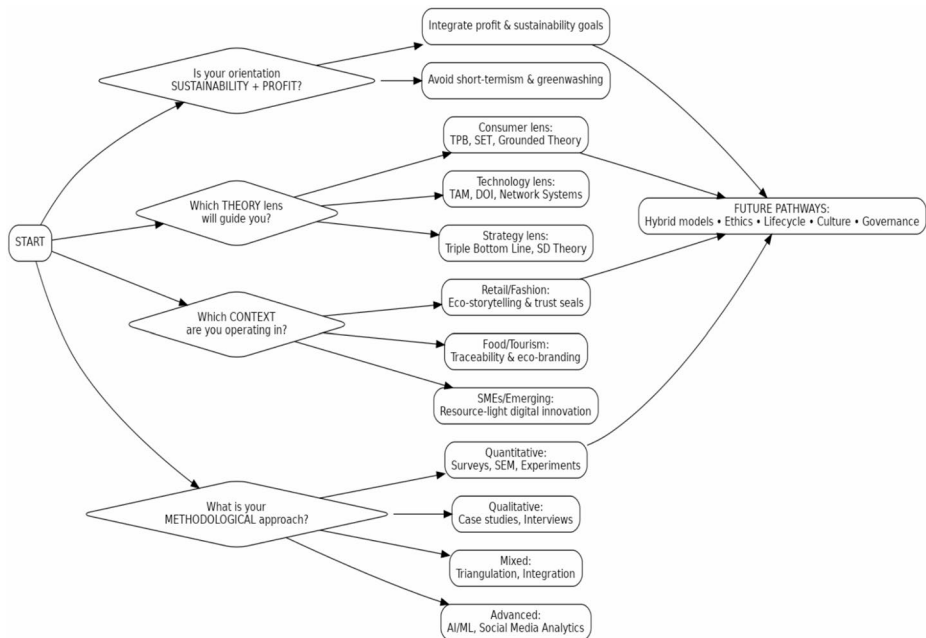 Integrate profit & sustainability goals
Is your orientation
SUSTAINABILITY + PROFIT?
Avoid short-termism & greenwashing
Consumer lens:
TPB, SET, Grounded Theory
Technology lens:
TAM, DOI, Network Systems
Which THEORY lens
will guide you?
Strategy lens:
Triple Bottom Line, SD Theory
START
FUTURE PATHWAYS:
Hybrid models • Ethics • Lifecycle • Culture • Governance
Retail/Fashion:
Eco-storytelling & trust seals
Which CONTEXT
are you operating in?
Food/Tourism:
Traceability & eco-branding
SMEs/Emerging:
Resource-light digital innovation
Quantitative:
Surveys, SEM, Experiments
What is your
METHODOLOGICAL approach?
Qualitative:
Case studies, Interviews
Mixed:
Triangulation, Integration
Advanced:
AI/ML, Social Media Analytics